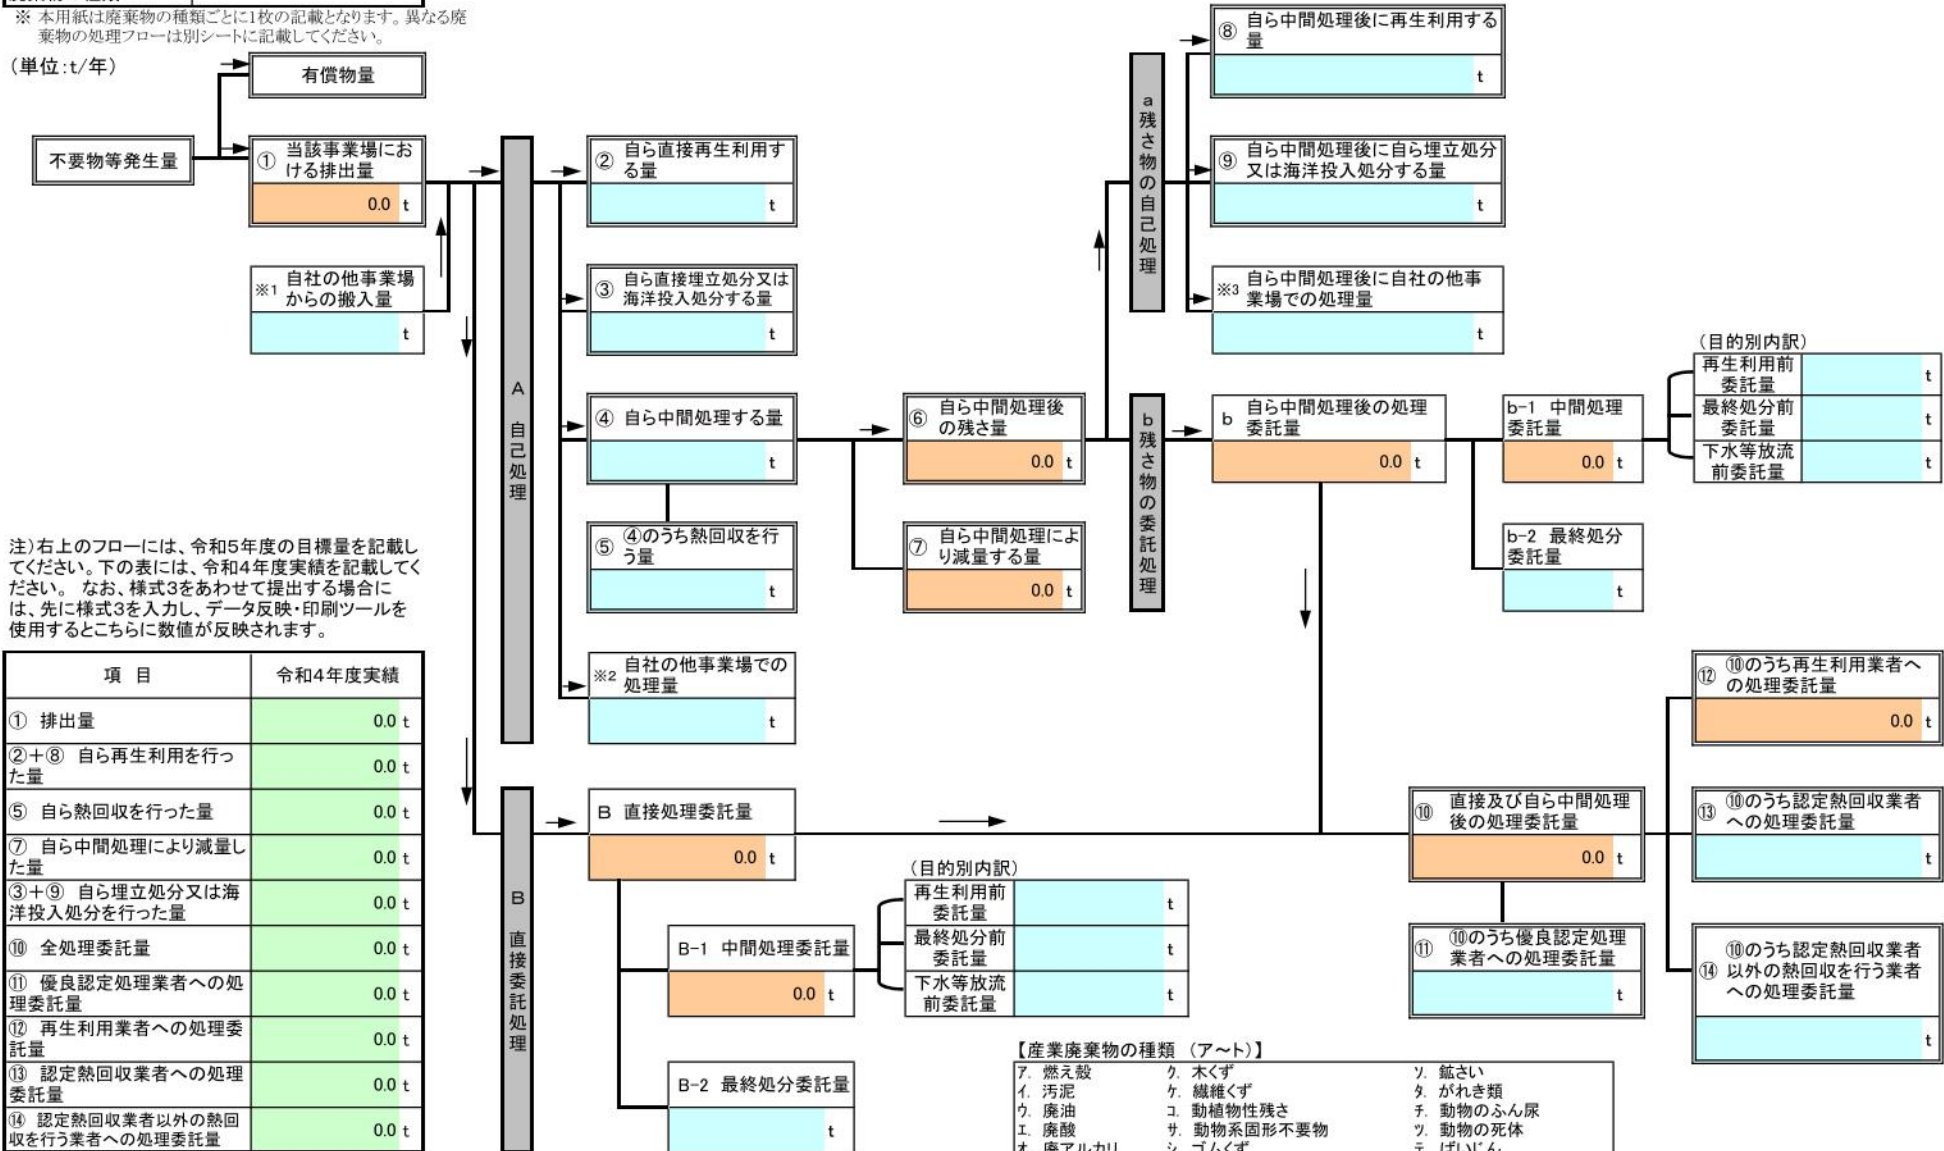 ※ 本用紙は廃棄物の種類ごとに1枚の記載となります。異なる廃
棄物の処理フローは別シートに記載してください。
(単位:t/年)
有償物量
不要物等発生量
① 当該事業場にお
ける排出量
0.0 t
※1 自社の他事業場
からの搬入量
t
A 自己処理
② 自ら直接再生利用す
る量
t
③ 自ら直接埋立処分又は
海洋投入処分する量
t
④ 自ら中間処理する量
t
⑤ ④のうち熱回収を行
う量
t
※2 自社の他事業場での
処理量
t
⑥ 自ら中間処理後
の残さ量
0.0 t
⑦ 自ら中間処理によ
り減量する量
0.0 t
a残さ物の自己処理
⑧ 自ら中間処理後に再生利用する
量
t
⑨ 自ら中間処理後に自ら埋立処分
又は海洋投入処分する量
t
※3 自ら中間処理後に自社の他事
業場での処理量
t
b残さ物の委託処理
b 自ら中間処理後の処理
委託量
0.0 t
b-1 中間処理
委託量
0.0 t
(目的別内訳)
再生利用前
委託量
t
最終処分前
委託量
t
下水等放流
前委託量
t
b-2 最終処分
委託量
t
注)右上のフローには、令和5年度の目標量を記載し
てください。下の表には、令和4年度実績を記載してく
ださい。 なお、様式3をあわせて提出する場合に
は、先に様式3を入力し、データ反映・印刷ツールを
使用するとこちらに数値が反映されます。
項 目 令和4年度実績
① 排出量 0.0 t
②+⑧ 自ら再生利用を行っ
た量 0.0 t
⑤ 自ら熱回収を行った量 0.0 t
⑦ 自ら中間処理により減量し
た量 0.0 t
③+⑨ 自ら埋立処分又は海
洋投入処分を行った量 0.0 t
⑩ 全処理委託量 0.0 t
⑪ 優良認定処理業者への処
理委託量 0.0 t
⑫ 再生利用業者への処理委
託量 0.0 t
⑬ 認定熱回収業者への処理
委託量 0.0 t
⑭ 認定熱回収業者以外の熱回
収を行う業者への処理委託量 0.0 t
B 直接委託処理
B 直接処理委託量
0.0 t
B-1 中間処理委託量
0.0 t
(目的別内訳)
再生利用前
委託量
t
最終処分前
委託量
t
下水等放流
前委託量
t
B-2 最終処分委託量
t
⑩ 直接及び自ら中間処理
後の処理委託量
0.0 t
⑪ ⑩のうち優良認定処理
業者への処理委託量
t
⑫ ⑩のうち再生利用業者へ
の処理委託量
0.0 t
⑬ ⑩のうち認定熱回収業者
への処理委託量
t
⑭ ⑩のうち認定熱回収業者
以外の熱回収を行う業者
への処理委託量
t
【産業廃棄物の種類 (ア~ト)】
ア. 燃え殻 ク. 木くず ソ. 鉱さい
イ. 汚泥 ケ. 繊維くず タ. がれき類
ウ. 廃油 コ. 動植物性残さ チ. 動物のふん尿
エ. 廃酸 サ. 動物系固形不要物 ツ. 動物の死体
オ. 廃アルカリ シ. ゴムくず テ. ばいじん